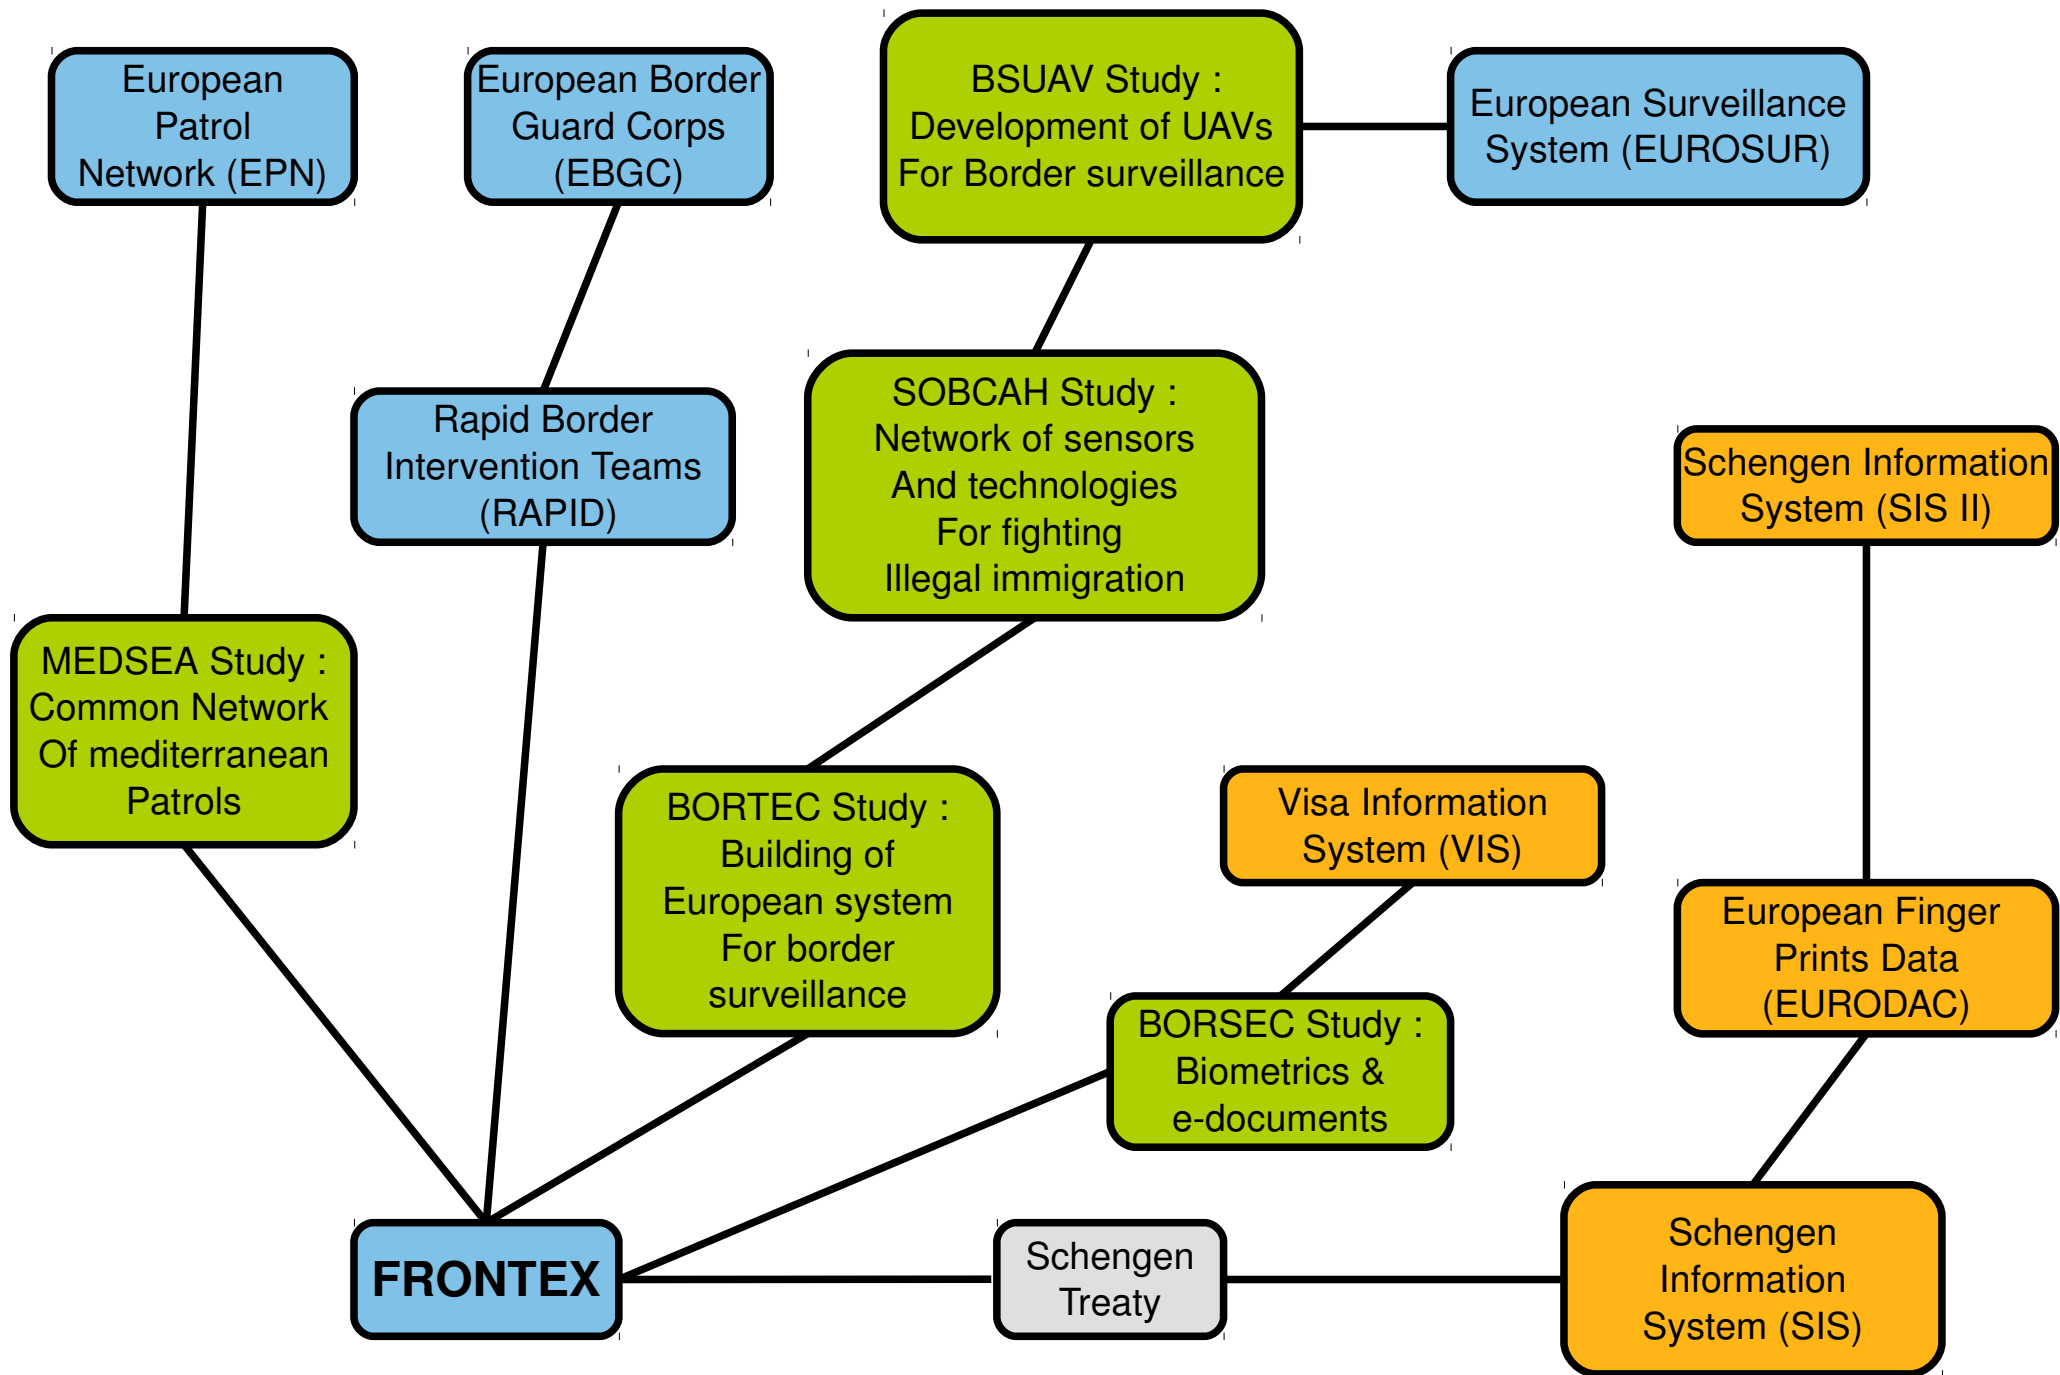 European
Patrol
Network (EPN)
European Border
Guard Corps
(EBGC)
BSUAV Study :
Development of UAVs
For Border surveillance
European Surveillance
System (EUROSUR)
Rapid Border
Intervention Teams
(RAPID)
SOBCAH Study :
Network of sensors
And technologies
For fighting
Illegal immigration
Schengen Information
System (SIS II)
MEDSEA Study :
Common Network
Of mediterranean
Patrols
BORTEC Study :
Building of
European system
For border
surveillance
Visa Information
System (VIS)
European Finger
Prints Data
(EURODAC)
BORSEC Study :
Biometrics &
e-documents
FRONTEX
Schengen
Treaty
Schengen
Information
System (SIS)